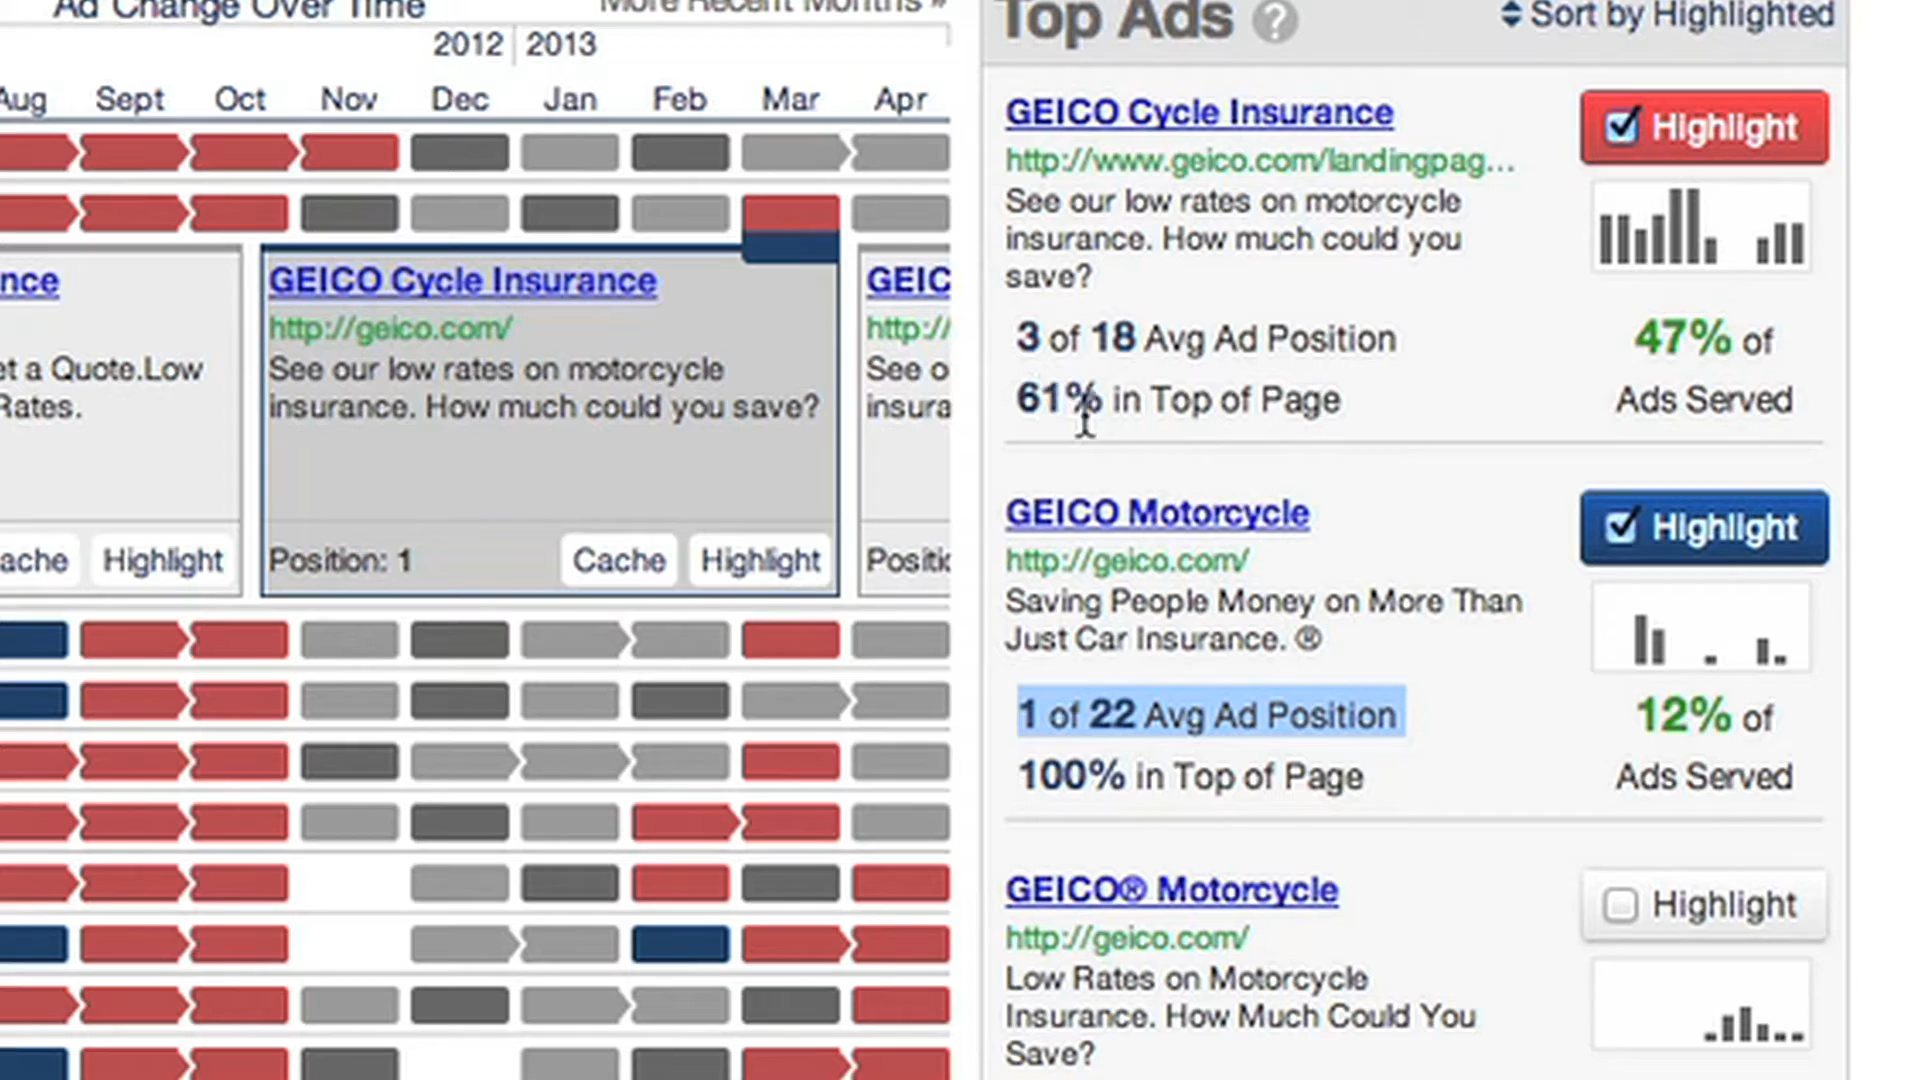 Ad Change Over Time
More Recent Months »
2012 2013
Aug Sept Oct Nov Dec Jan Feb Mar Apr
nce
et a Quote.Low
Rates.
ache Highlight
GEICO Cycle Insurance
http://geico.com/
See our low rates on motorcycle
insurance. How much could you save?
Position: 1 Cache Highlight
GEIC
http://
See o
insura
Positi
Top Ads ?
Sort by Highlighted
GEICO Cycle Insurance
Highlight
http://www.geico.com/landingpag...
See our low rates on motorcycle
insurance. How much could you
save?
3 of 18 Avg Ad Position
47% of
61% in Top of Page
Ads Served
GEICO Motorcycle
Highlight
http://geico.com/
Saving People Money on More Than
Just Car Insurance. ®
1 of 22 Avg Ad Position
12% of
100% in Top of Page
Ads Served
GEICO® Motorcycle
Highlight
http://geico.com/
Low Rates on Motorcycle
Insurance. How Much Could You
Save?